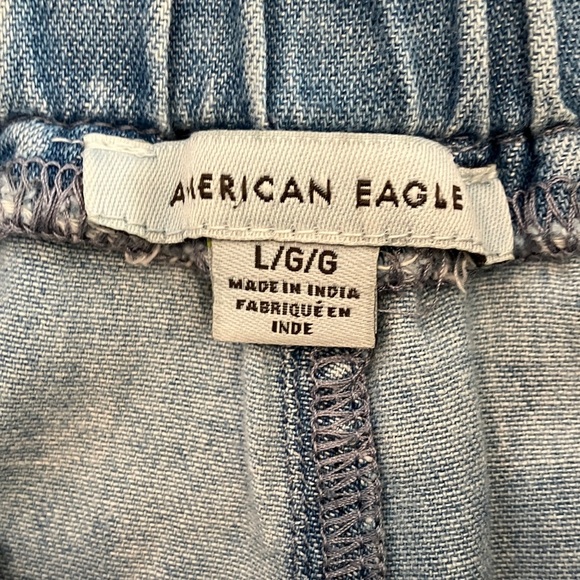 AMERICAN EAGLE
L/G/G
MADE IN INDIA
FABRIQUÉ EN
INDE